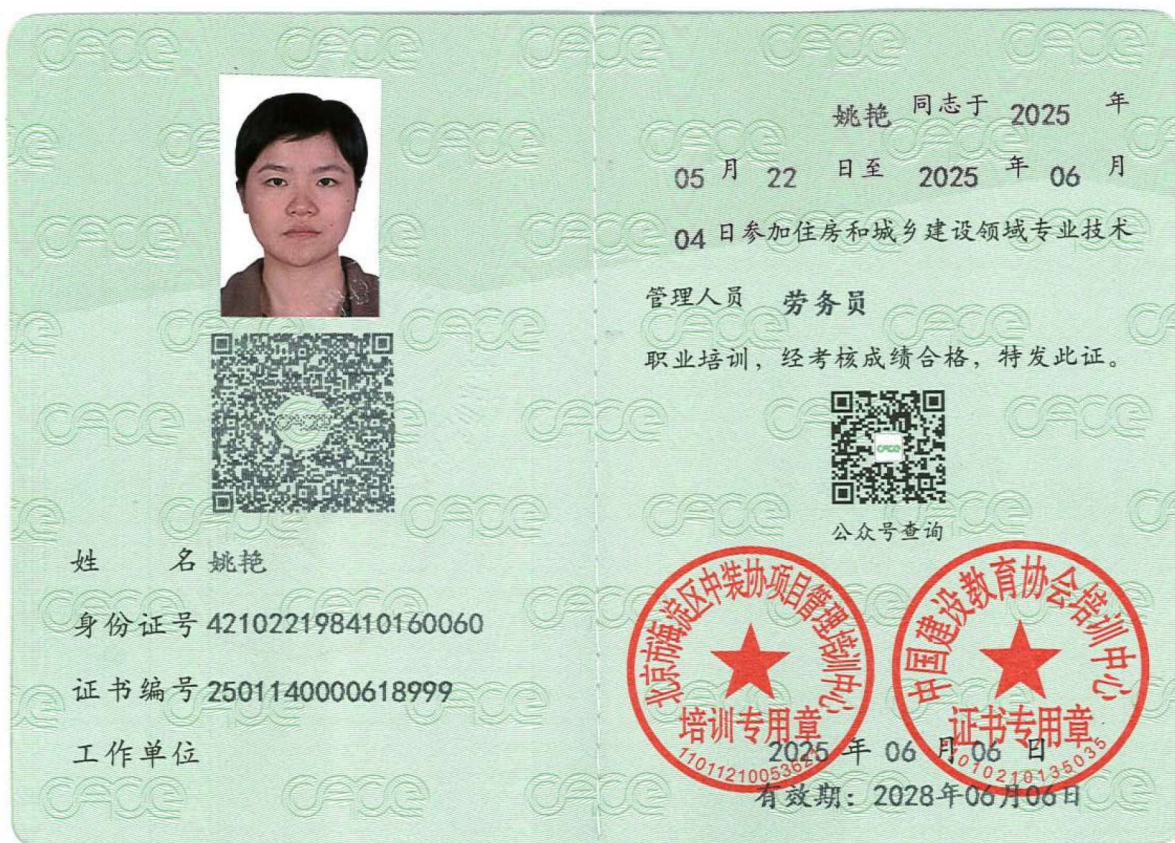 姓 名 姚艳
身份证号 421022198410160060
证书编号 2501140000618999
工作单位
姚艳 同志于 2025 年
05 月 22 日至 2025 年 06 月
04 日参加住房和城乡建设领域专业技术
管理人员 劳务员
职业培训，经考核成绩合格，特发此证。
公众号查询
北京市海淀区中装协项目管理培训中心
培训专用章
中国建设教育协会培训中心
证书专用章
2025 年 06 月 06 日
有效期：2028年06月06日
CACE